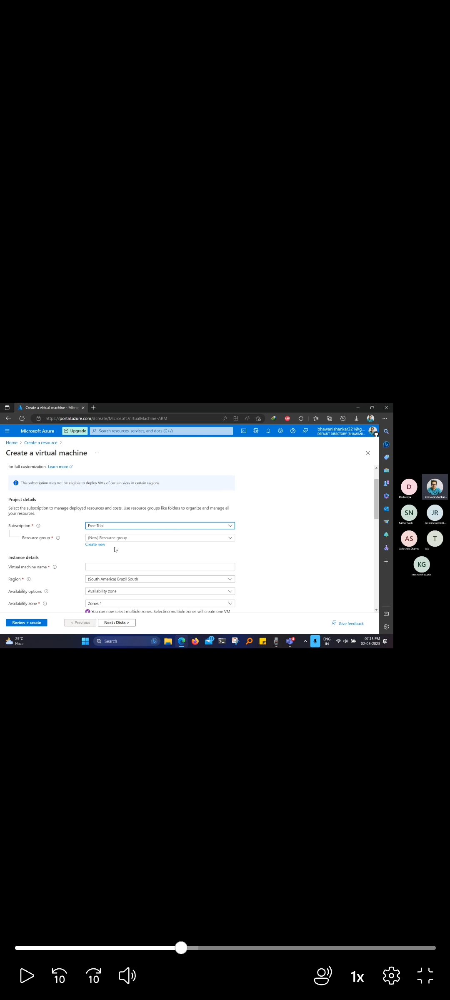 Create a virtual machine - Micro
https://portal.azure.com/#create/Microsoft.VirtualMachine-ARM
ABP
Microsoft Azure
Upgrade
Search resources, services, and docs (G+/)
bhawanishankar321@g...
DEFAULT DIRECTORY (BHAWANI...
Home > Create a resource >
Create a virtual machine ...
for full customization. Learn more
This subscription may not be eligible to deploy VMs of certain sizes in certain regions.
Project details
Select the subscription to manage deployed resources and costs. Use resource groups like folders to organize and manage all
your resources.
Subscription * Free Trial
Resource group * (New) Resource group
Create new
Instance details
Virtual machine name *
Region * (South America) Brazil South
Availability options Availability zone
Availability zone * Zones 1
You can now select multiple zones. Selecting multiple zones will create one VM
Review + create
< Previous
Next : Disks >
Give feedback
29°C
Haze
Search
13
4
ENG
IN
07:15 PM
02-03-2023
D
Dedeepya
Bhawani Shankar...
SN
Samar Naik
JR
Jayaprakash red...
AS
Abhishek Sharma
T
teja
KG
krusnansh gupta
10
10
1x